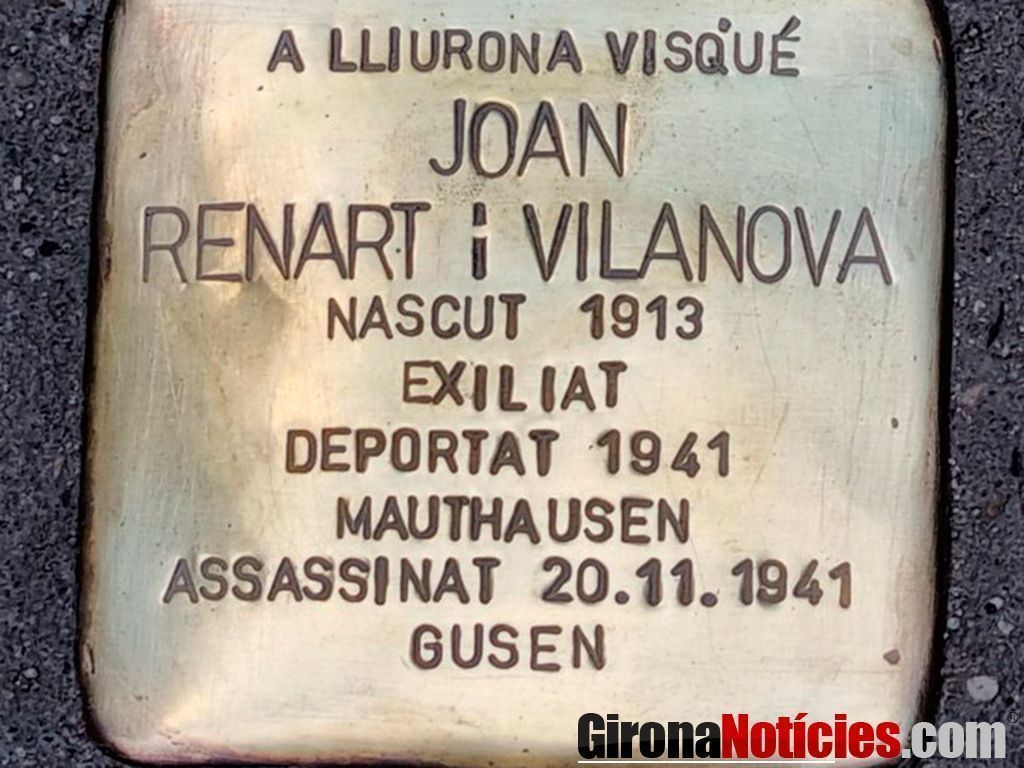 A LLIURONA VISQUÉ
JOAN
RENART i VILANOVA
NASCUT 1913
EXILIAT
DEPORTAT 1941
MAUTHAUSEN
ASSASSINAT 20.11.1941
GUSEN
GironaNotícies.com